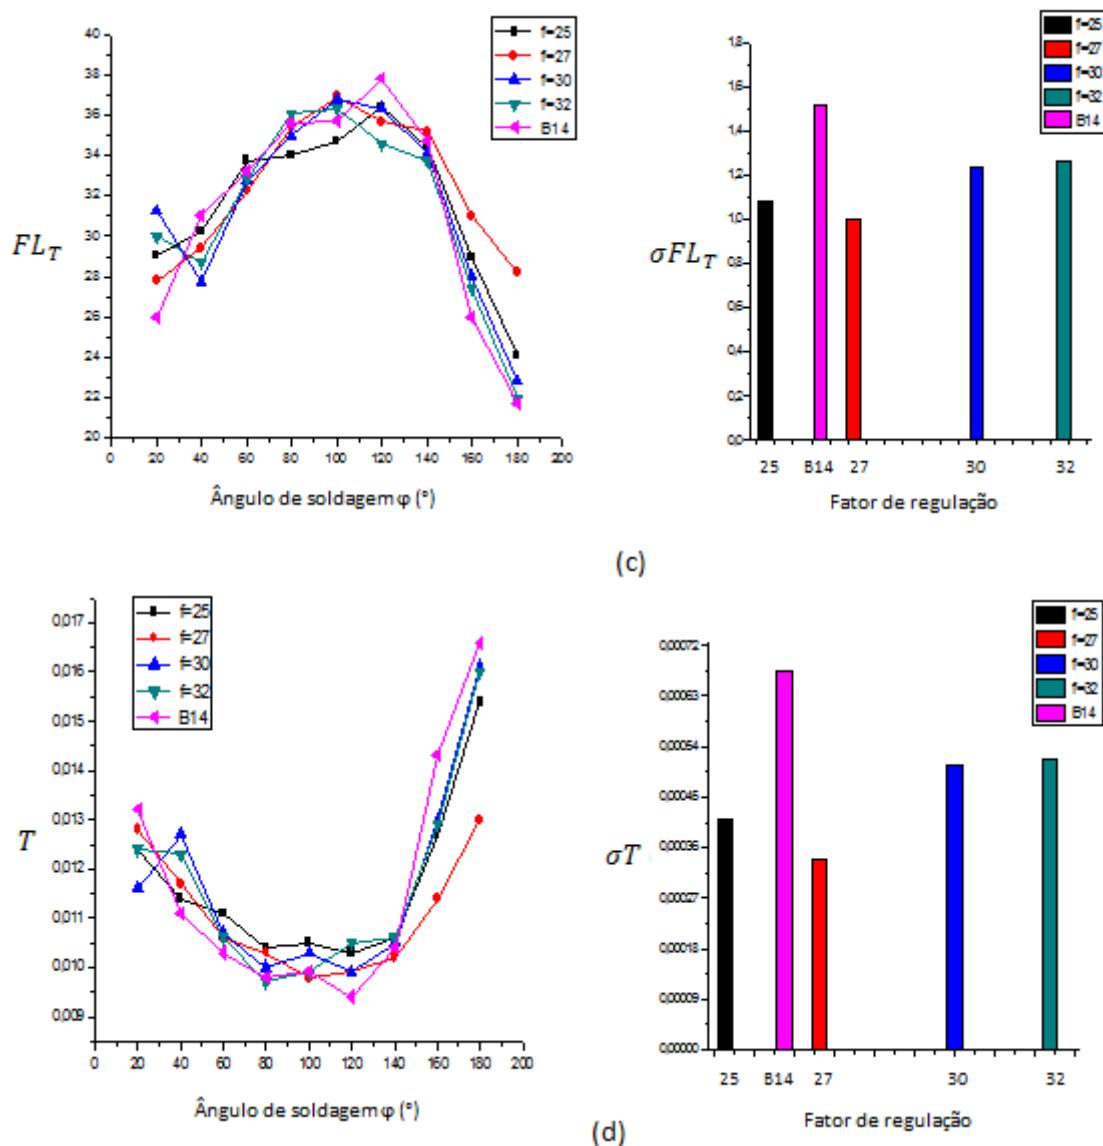 f=25
f=27
f=30
f=32
B14
40
38
36
34
32
30
28
26
24
22
20
FL_T
0 20 40 60 80 100 120 140 160 180 200
Ângulo de soldagem φ (°)
f=25
f=27
f=30
f=32
B14
1,8
1,6
1,4
1,2
1,0
0,8
0,6
0,4
0,2
0,0
σFL_T
25 B14 27 30 32
Fator de regulação
(c)
f=25
f=27
f=30
f=32
B14
0,017
0,016
0,015
0,014
0,013
0,012
0,011
0,010
0,009
T
0 20 40 60 80 100 120 140 160 180 200
Ângulo de soldagem φ (°)
f=25
f=27
f=30
f=32
B14
0,00072
0,00063
0,00054
0,00045
0,00036
0,00027
0,00018
0,00009
0,00000
σT
25 B14 27 30 32
Fator de regulação
(d)